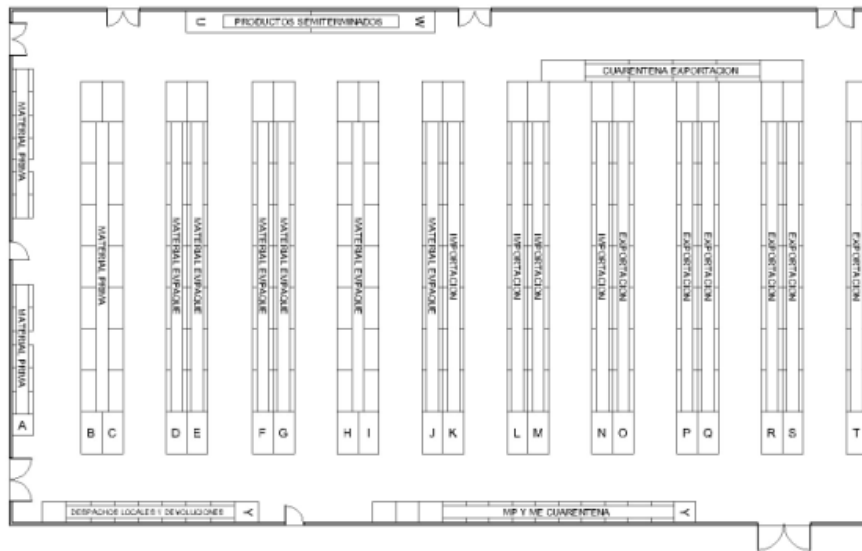 U PRODUCTOS SEMITERMINADOS W
CUARENTENA EXPORTACION
MATERIAL PRIMA
MATERIAL PRIMA
MATERIAL PRIMA
MATERIAL EMPAQUE
MATERIAL EMPAQUE
MATERIAL EMPAQUE
MATERIAL EMPAQUE
MATERIAL EMPAQUE
MATERIAL EMPAQUE
IMPORTACION
IMPORTACION
IMPORTACION
IMPORTACION
EXPORTACION
EXPORTACION
EXPORTACION
EXPORTACION
EXPORTACION
EXPORTACION
A B C D E F G H I J K L M N O P Q R S T
DESPACHOS LOCALES Y DEVOLUCIONES Y
MP Y ME CUARENTENA Y